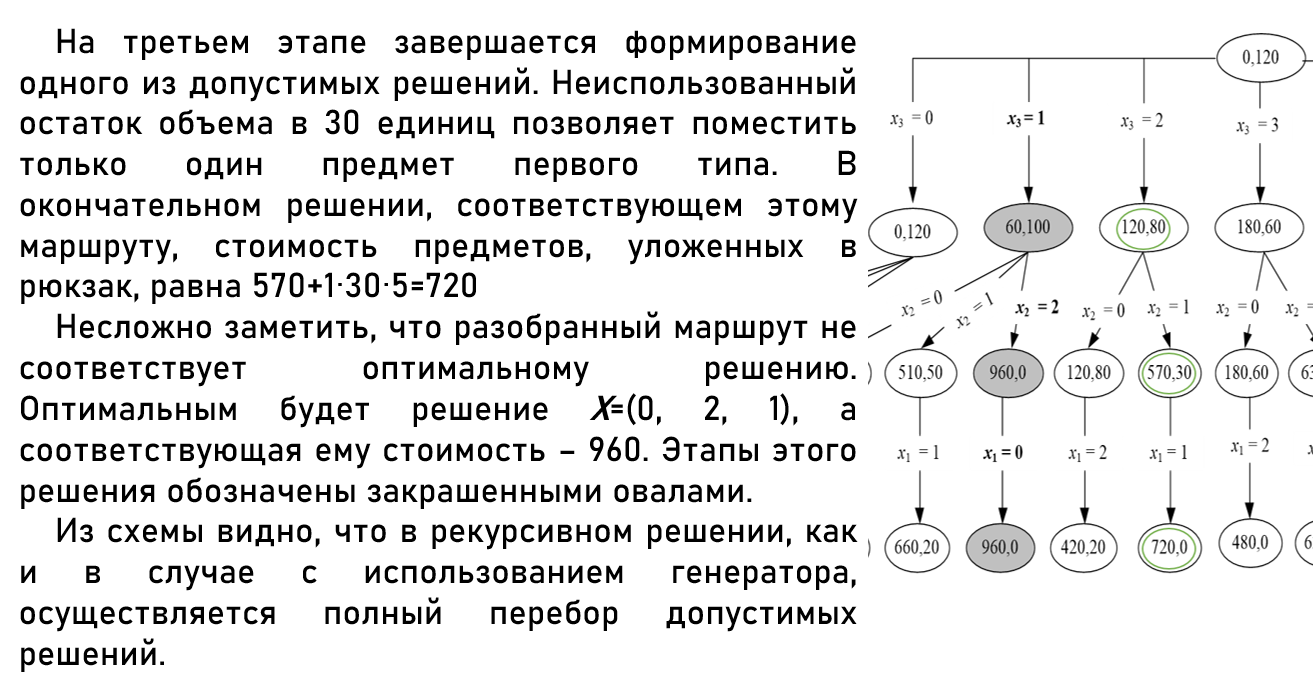 На третьем этапе завершается формирование
одного из допустимых решений. Неиспользованный
остаток объема в 30 единиц позволяет поместить
только один предмет первого типа. В
окончательном решении, соответствующем этому
маршруту, стоимость предметов, уложенных в
рюкзак, равна 570+1·30·5=720
Несложно заметить, что разобранный маршрут не
соответствует оптимальному решению.
Оптимальным будет решение X=(0, 2, 1), а
соответствующая ему стоимость – 960. Этапы этого
решения обозначены закрашенными овалами.
Из схемы видно, что в рекурсивном решении, как
и в случае с использованием генератора,
осуществляется полный перебор допустимых
решений.
0,120
x₃ = 0 x₃ = 1 x₃ = 2 x₃ = 3
0,120 60,100 120,80 180,60
x₂ = 0 x₂ = 1 x₂ = 2 x₂ = 0 x₂ = 1 x₂ = 0 x₂ =
) 510,50 960,0 120,80 570,30 180,60 63
x₁ = 1 x₁ = 0 x₁ = 2 x₁ = 1 x₁ = 2
) 660,20 960,0 420,20 720,0 480,0 6